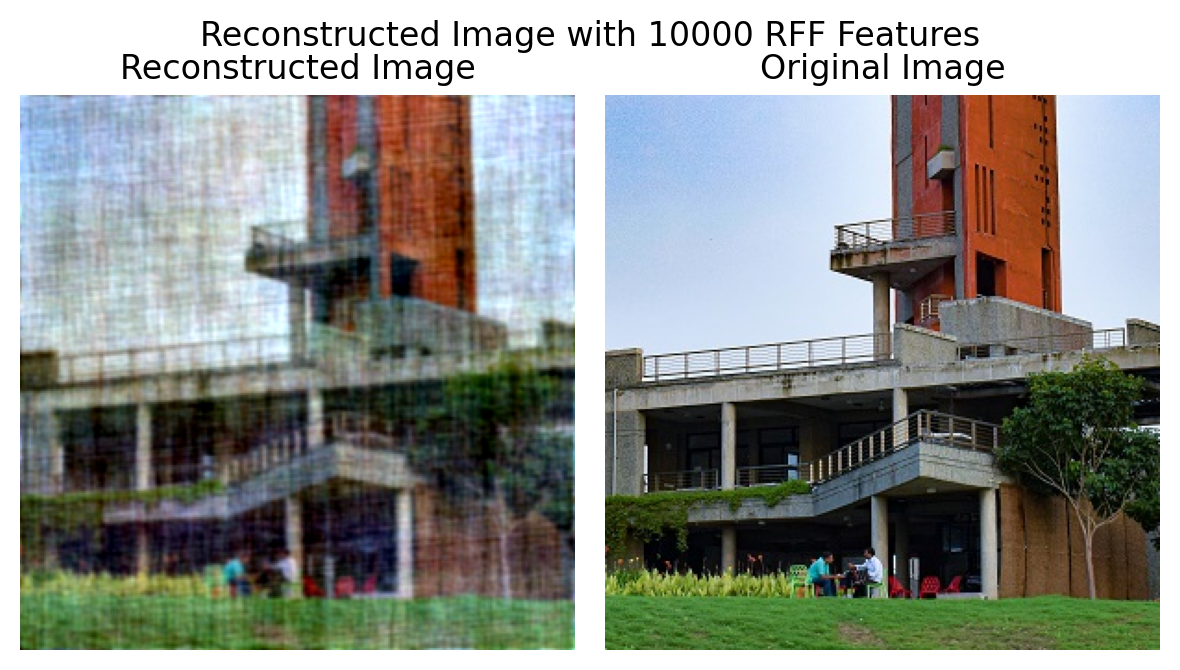 Reconstructed Image with 10000 RFF Features
Reconstructed Image
Original Image